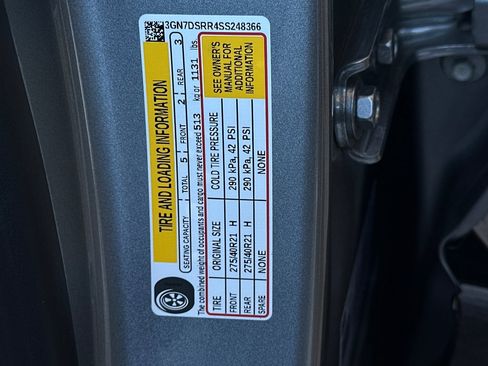 3GN7DSRR4SS248366
TIRE AND LOADING INFORMATION
SEATING CAPACITY TOTAL 5 FRONT 2 REAR 3
The combined weight of occupants and cargo must never exceed 513 kg or 1131 lbs.
TIRE ORIGINAL SIZE COLD TIRE PRESSURE
FRONT 275/40R21 H 290 kPa, 42 PSI
REAR 275/40R21 H 290 kPa, 42 PSI
SPARE NONE NONE
SEE OWNER'S
MANUAL FOR
ADDITIONAL
INFORMATION